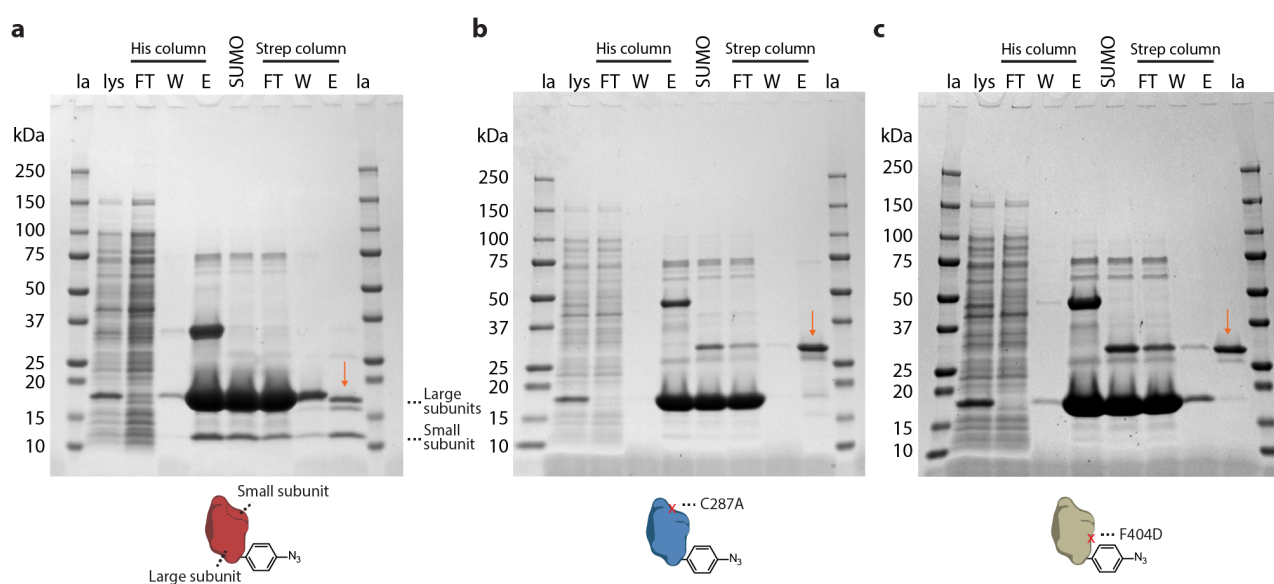 a
b
c
His column
SUMO
Strep column
la lys FT W E FT W E la
kDa
250
150
100
75
50
37
25
20
15
10
Large subunits
Small subunit
Small subunit
Large subunit
N₃
His column
SUMO
Strep column
la lys FT W E FT W E la
kDa
250
150
100
75
50
37
25
20
15
10
x
C287A
N₃
His column
SUMO
Strep column
la lys FT W E FT W E la
kDa
250
150
100
75
50
37
25
20
15
10
x
F404D
N₃